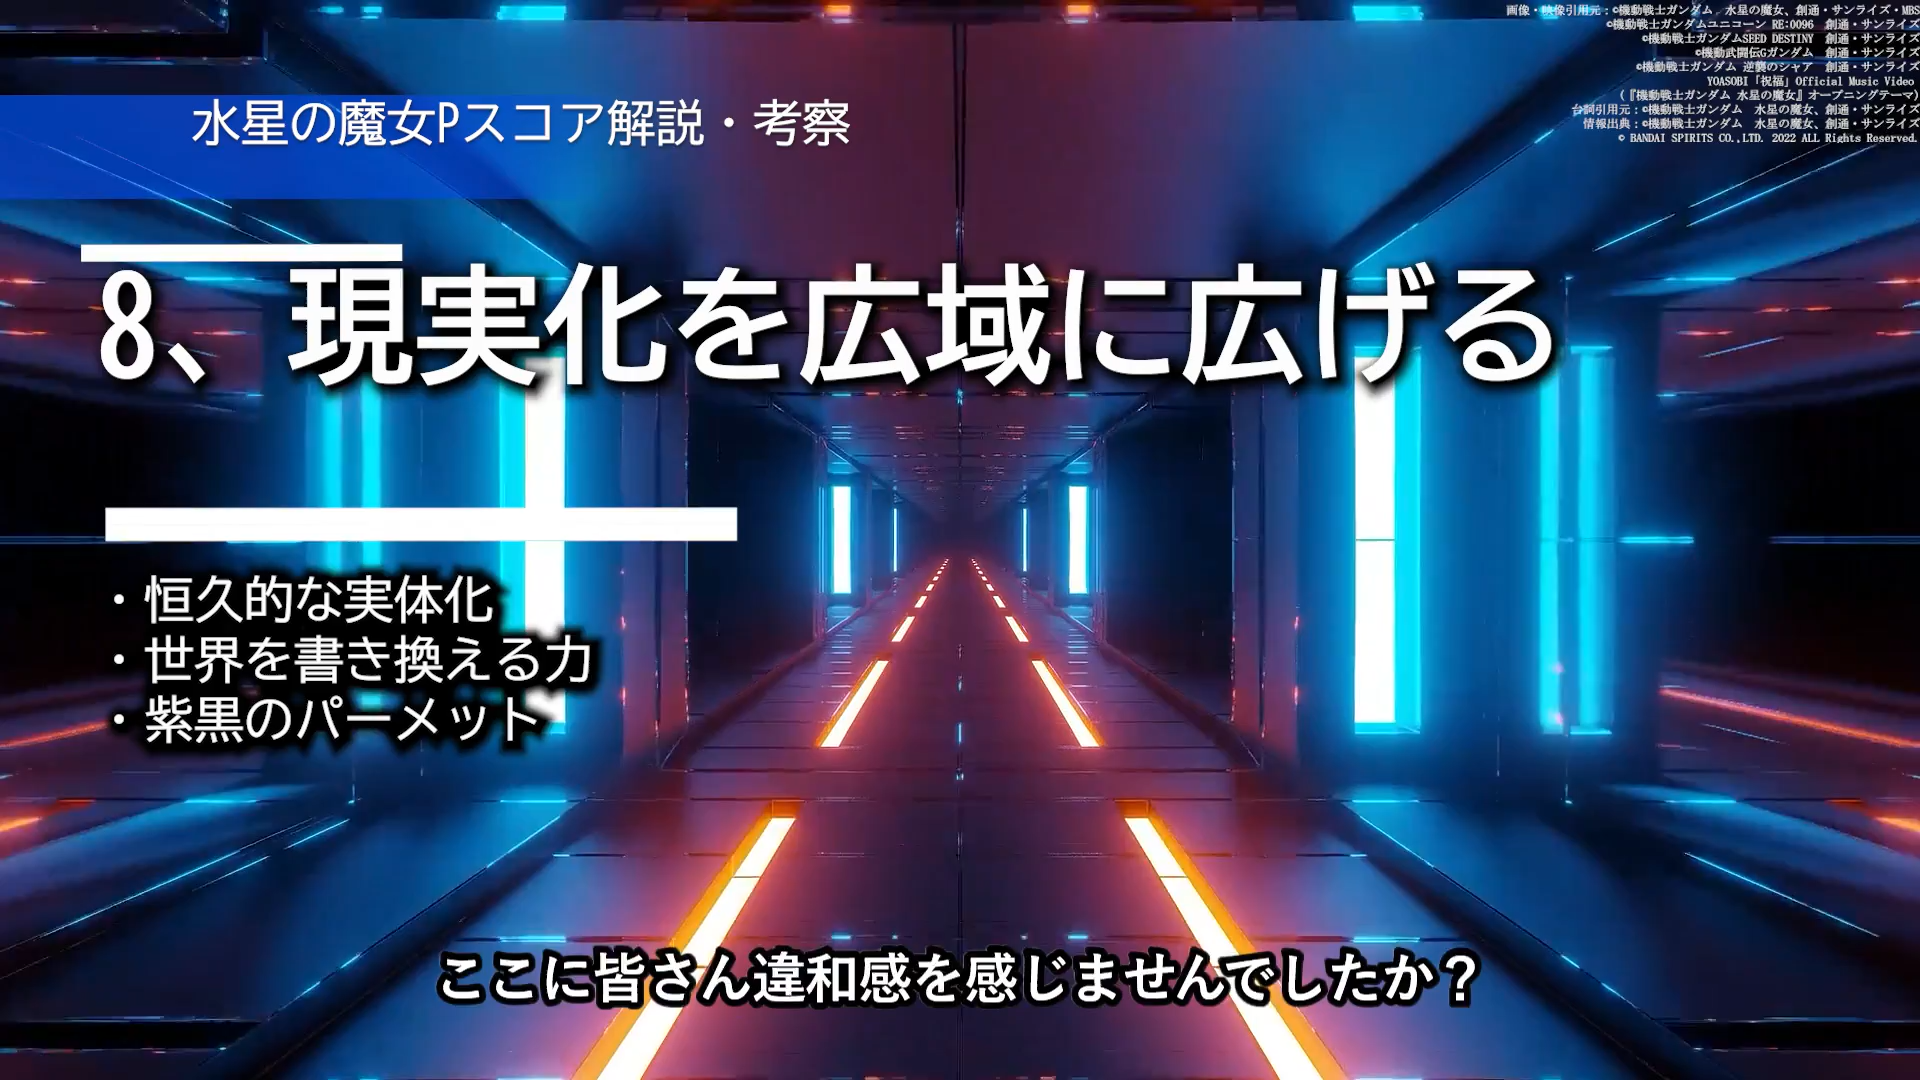 画像・映像引用元：©機動戦士ガンダム　水星の魔女、創通・サンライズ・MBS
©機動戦士ガンダムユニコーン RE:0096　創通・サンライズ
©機動戦士ガンダムSEED DESTINY　創通・サンライズ
©機動武闘伝Gガンダム　創通・サンライズ
©機動戦士ガンダム 逆襲のシャア　創通・サンライズ
YOASOBI「祝福」Official Music Video
(『機動戦士ガンダム 水星の魔女』オープニングテーマ)
台詞引用元：©機動戦士ガンダム　水星の魔女、創通・サンライズ
情報出典：©機動戦士ガンダム　水星の魔女、創通・サンライズ
© BANDAI SPIRITS CO.,LTD. 2022 ALL Rights Reserved.
水星の魔女Pスコア解説・考察
8、現実化を広域に広げる
・恒久的な実体化
・世界を書き換える力
・紫黒のパーメット
ここに皆さん違和感を感じませんでしたか？